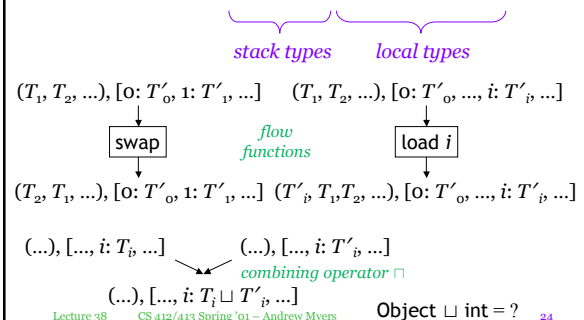 stack types local types
(T₁, T₂, ...), [0: T′₀, 1: T′₁, ...] (T₁, T₂, ...), [0: T′₀, ..., i: T′ᵢ, ...]
swap flow functions load i
(T₂, T₁, ...), [0: T′₀, 1: T′₁, ...] (T′ᵢ, T₁,T₂, ...), [0: T′₀, ..., i: T′ᵢ, ...]
(...), [..., i: Tᵢ, ...] (...), [..., i: T′ᵢ, ...]
combining operator ⊓
(...), [..., i: Tᵢ ⊔ T′ᵢ, ...]
Object ⊔ int = ?
Lecture 38 CS 412/413 Spring '01 – Andrew Myers 24